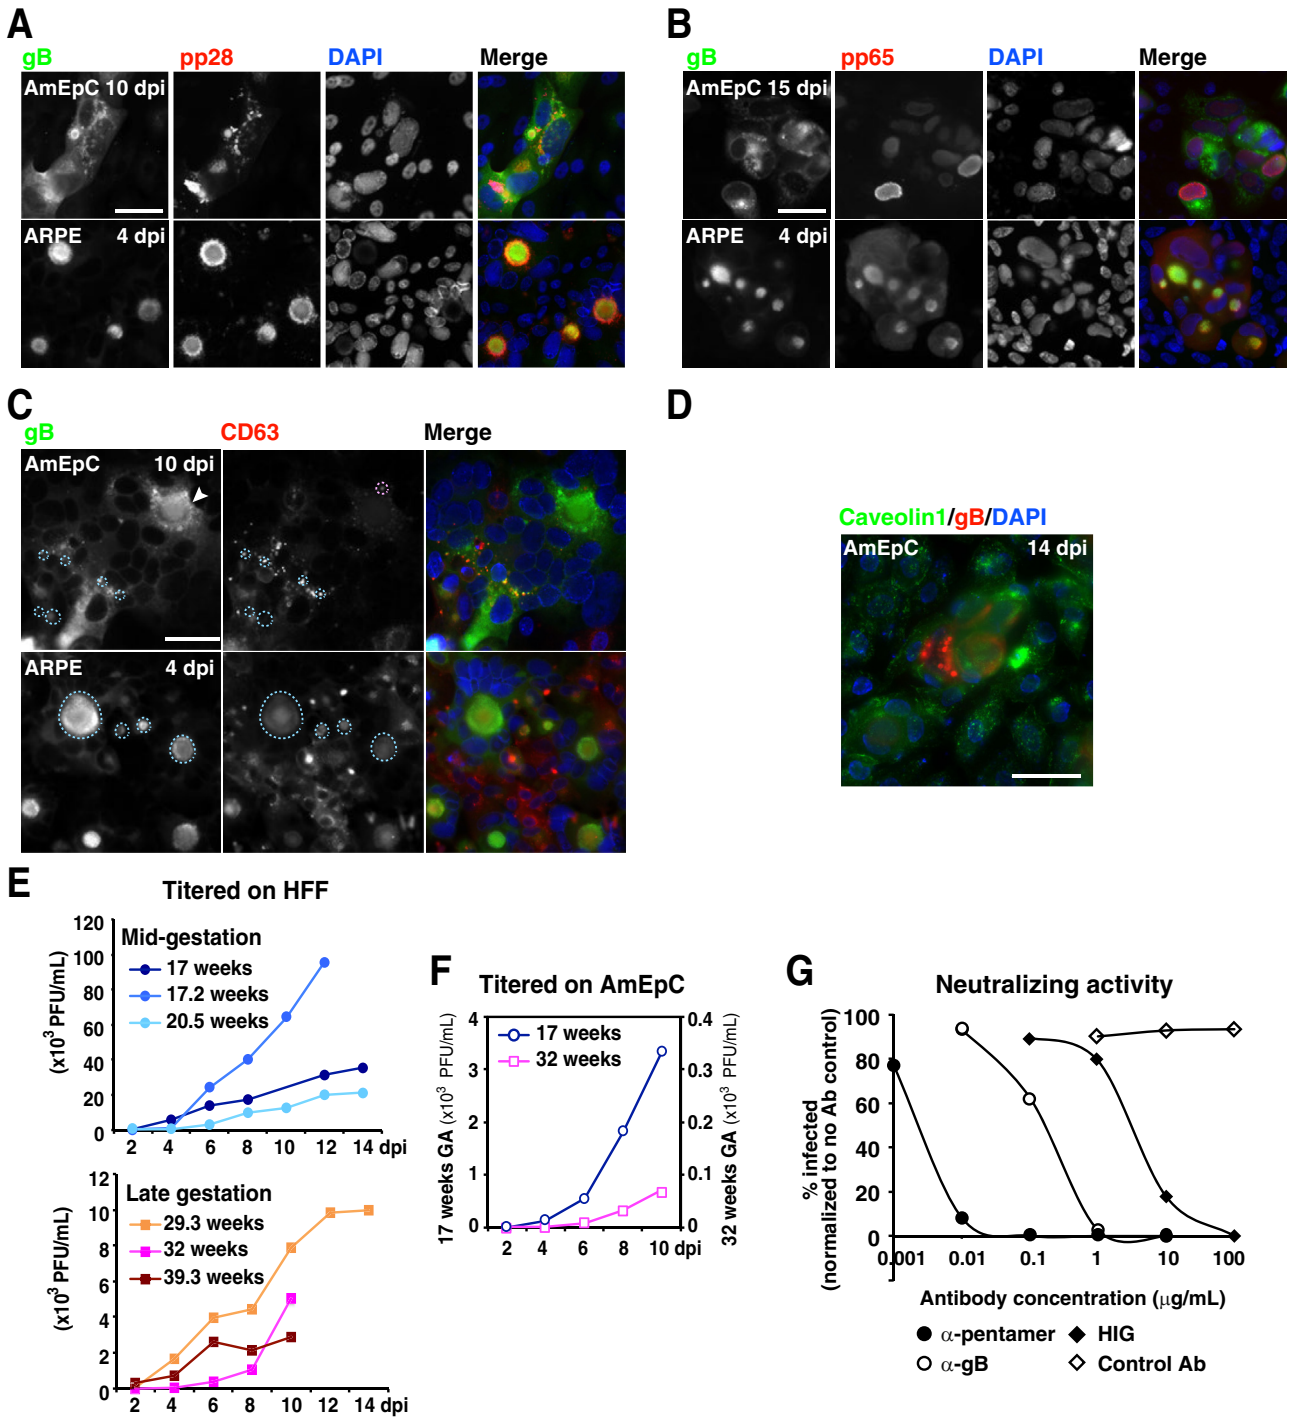 A
gB pp28 DAPI Merge
AmEpC 10 dpi
ARPE 4 dpi
B
gB pp65 DAPI Merge
AmEpC 15 dpi
ARPE 4 dpi
C
gB CD63 Merge
AmEpC 10 dpi
ARPE 4 dpi
D
Caveolin1/gB/DAPI
AmEpC 14 dpi
E
Titered on HFF
Mid-gestation
17 weeks
17.2 weeks
20.5 weeks
(x10³ PFU/mL)
120
100
80
60
40
20
0
2 4 6 8 10 12 14 dpi
Late gestation
29.3 weeks
32 weeks
39.3 weeks
(x10³ PFU/mL)
12
10
8
6
4
2
0
2 4 6 8 10 12 14 dpi
F
Titered on AmEpC
17 weeks
32 weeks
17 weeks GA (x10³ PFU/mL)
4
3
2
1
0
0.4
0.3
0.2
0.1
0
32 weeks GA (x10³ PFU/mL)
2 4 6 8 10 dpi
G
Neutralizing activity
% infected
(normalized to no Ab control)
100
80
60
40
20
0
0.001 0.01 0.1 1 10 100
Antibody concentration (μg/mL)
α-pentamer HIG
α-gB Control Ab